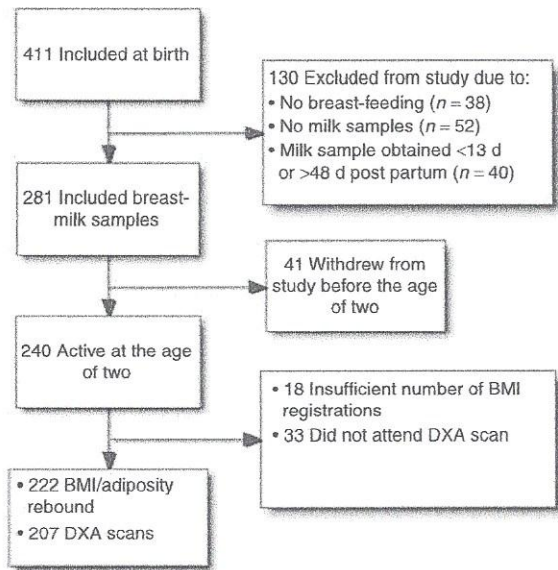 411 Included at birth
130 Excluded from study due to:
• No breast-feeding (n = 38)
• No milk samples (n = 52)
• Milk sample obtained <13 d
or >48 d post partum (n = 40)
281 Included breast-
milk samples
41 Withdrew from
study before the age
of two
240 Active at the age
of two
• 18 Insufficient number of BMI
registrations
• 33 Did not attend DXA scan
• 222 BMI/adiposity
rebound
• 207 DXA scans